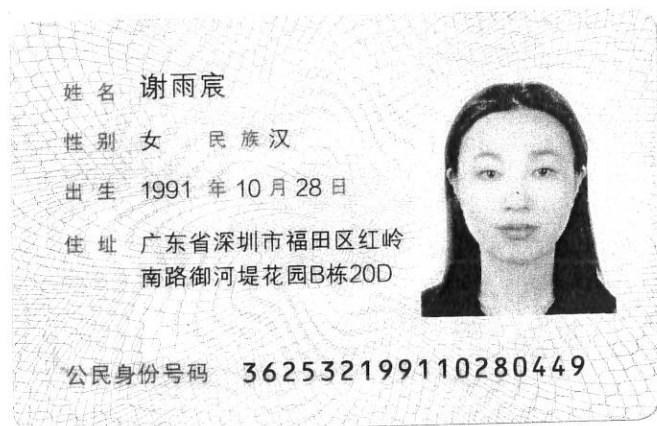 姓名 谢雨宸
性别 女 民族 汉
出生 1991 年 10 月 28 日
住址 广东省深圳市福田区红岭
南路御河堤花园B栋20D
公民身份号码 362532199110280449